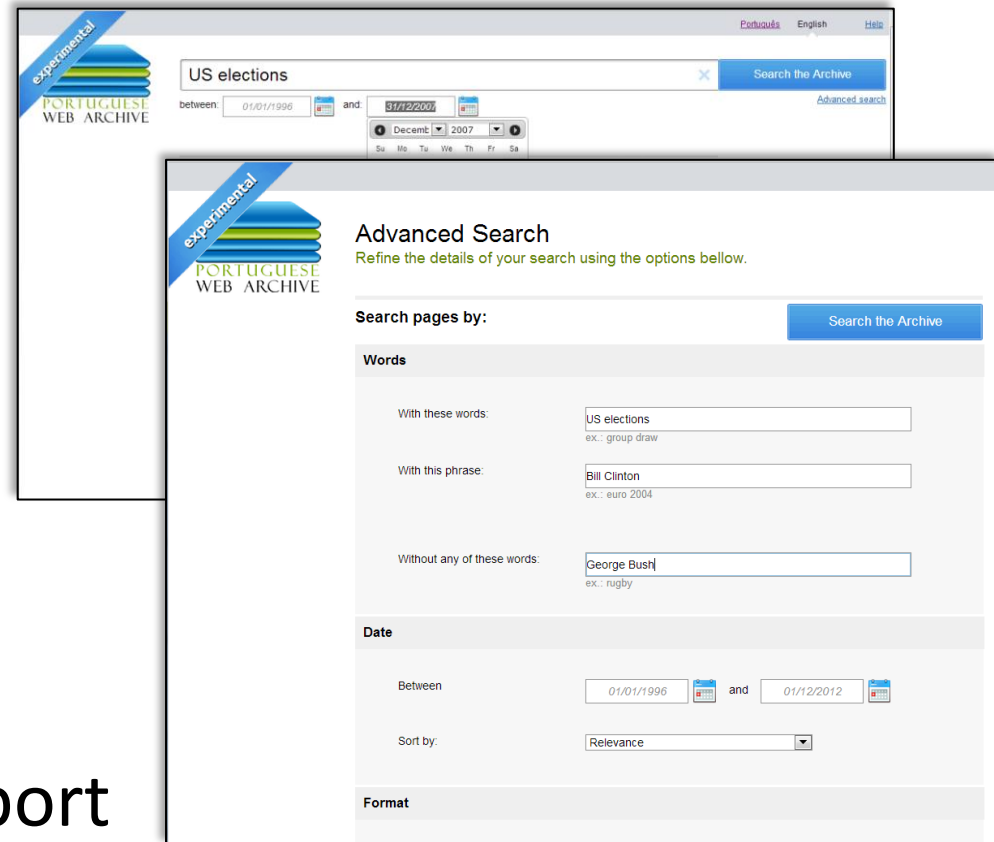 experimental
PORTUGUESE
WEB ARCHIVE
Português English Help
US elections
Search the Archive
between: 01/01/1996 and: 31/12/2007
Advanced search
2007
Su Mo Tu We Th Fr Sa
experimental
PORTUGUESE
WEB ARCHIVE
Advanced Search
Refine the details of your search using the options bellow.
Search pages by:
Search the Archive
Words
With these words:
US elections
ex.: group draw
With this phrase:
Bill Clinton
ex.: euro 2004
Without any of these words:
George Bush
ex.: rugby
Date
Between 01/01/1996 and 01/12/2012
Sort by: Relevance
Format